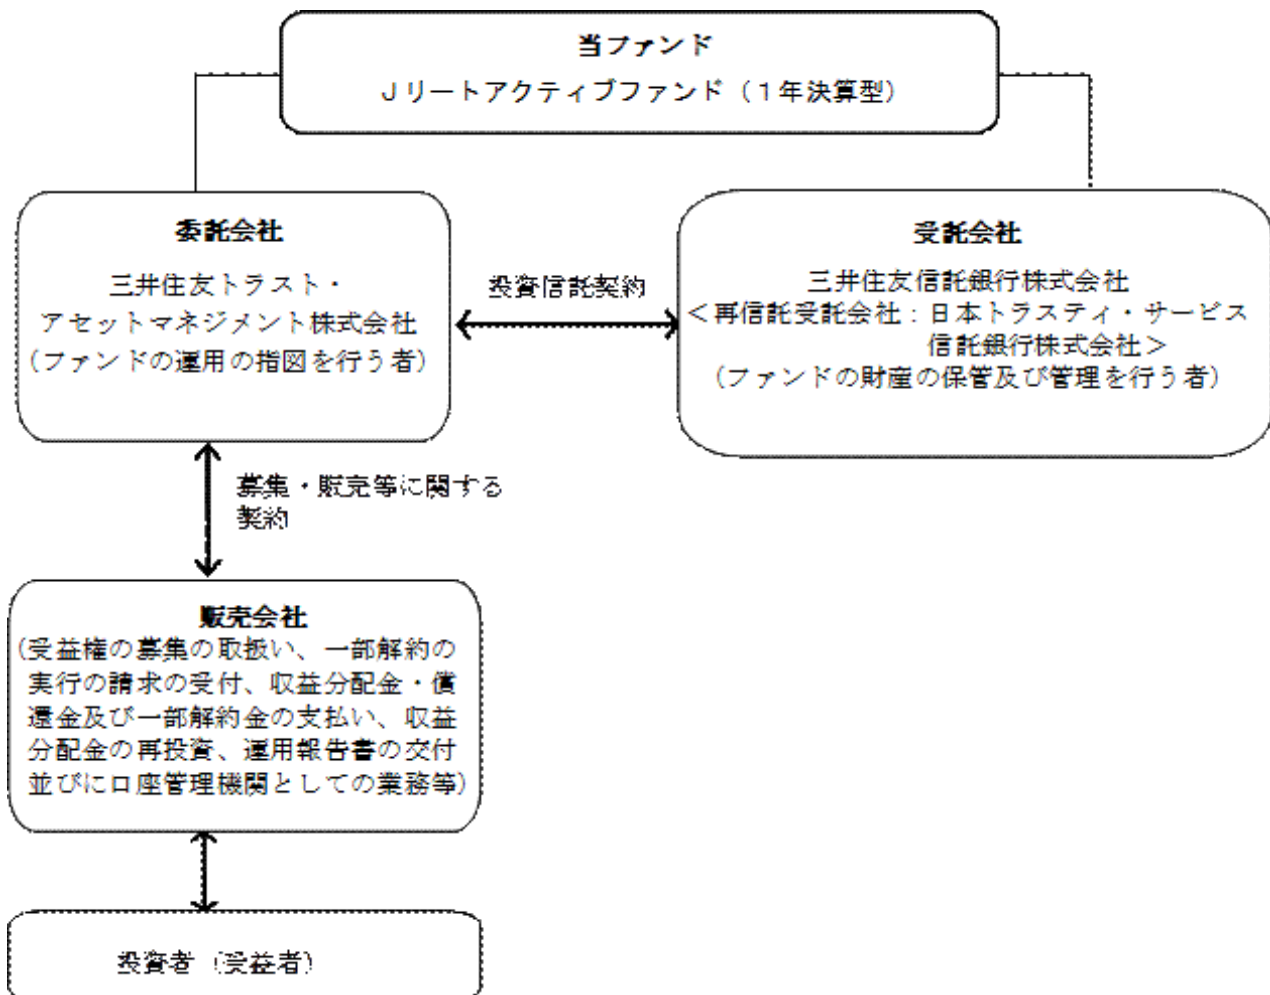 当ファンド
Jリートアクティブファンド（１年決算型）
委託会社
三井住友トラスト・
アセットマネジメント株式会社
(ファンドの運用の指図を行う者)
投資信託契約
受託会社
三井住友信託銀行株式会社
＜再信託受託会社：日本トラスティ・サービス
信託銀行株式会社＞
(ファンドの財産の保管及び管理を行う者)
募集・販売等に関する
契約
販売会社
(受益権の募集の取扱い、一部解約の
実行の請求の受付、収益分配金・償
還金及び一部解約金の支払い、収益
分配金の再投資、運用報告書の交付
並びに口座管理機関としての業務等)
投資者（受益者）